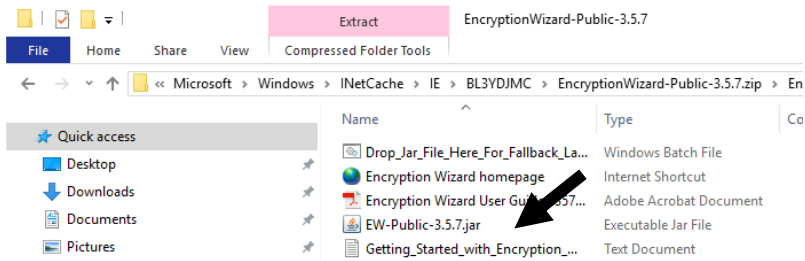 Extract
EncryptionWizard-Public-3.5.7
File
Home
Share
View
Compressed Folder Tools
« Microsoft > Windows > INetCache > IE > BL3YDJMC > EncryptionWizard-Public-3.5.7.zip > En
Name
Type
Co
Quick access
Drop_Jar_File_Here_For_Fallback_La... Windows Batch File
Desktop
Encryption Wizard homepage Internet Shortcut
Downloads
Encryption Wizard User 357... Adobe Acrobat Document
Documents
EW-Public-3.5.7.jar Executable Jar File
Pictures
Getting_Started_with_Encryption_... Text Document